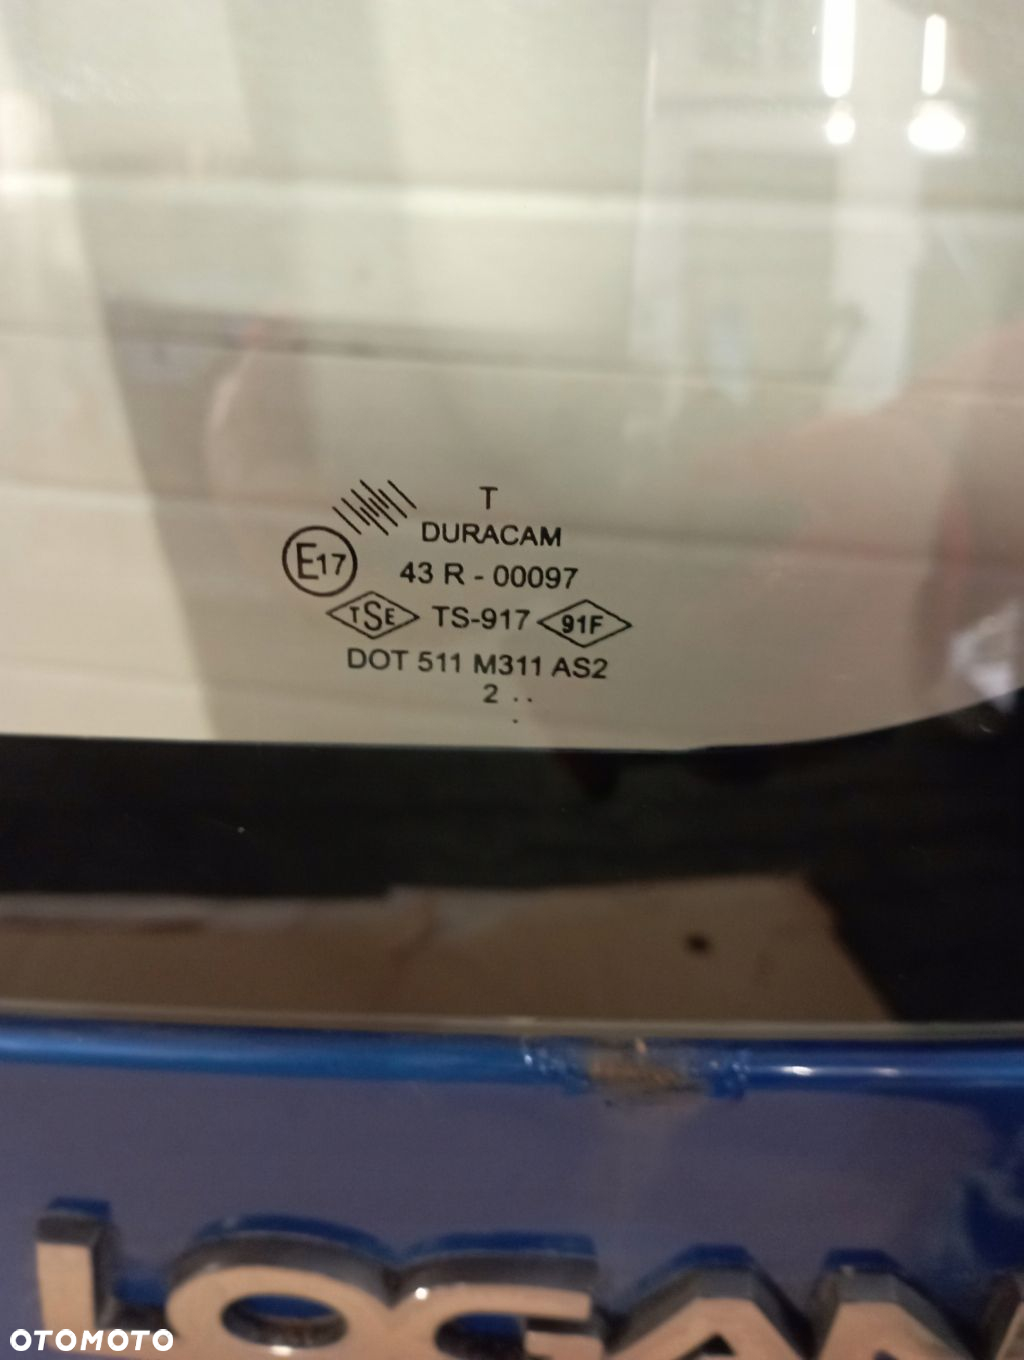 T
DURACAM
E17
43 R - 00097
TSE TS-917 91F
DOT 511 M311 AS2
2 ..
.
LOGAN
OTOMOTO